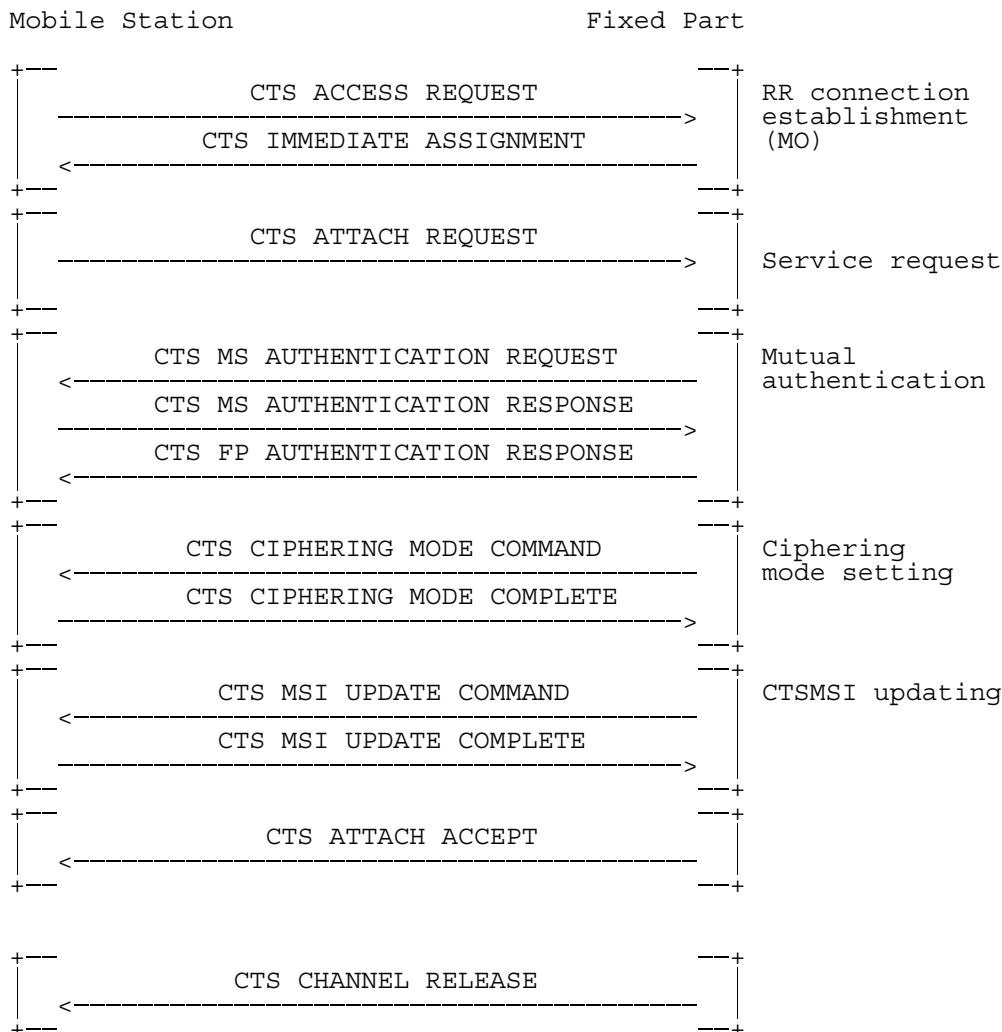 Mobile Station Fixed Part
CTS ACCESS REQUEST RR connection
establishment
CTS IMMEDIATE ASSIGNMENT (MO)
CTS ATTACH REQUEST
Service request
CTS MS AUTHENTICATION REQUEST Mutual
authentication
CTS MS AUTHENTICATION RESPONSE
CTS FP AUTHENTICATION RESPONSE
CTS CIPHERING MODE COMMAND Ciphering
mode setting
CTS CIPHERING MODE COMPLETE
CTS MSI UPDATE COMMAND CTSMSI updating
CTS MSI UPDATE COMPLETE
CTS ATTACH ACCEPT
CTS CHANNEL RELEASE